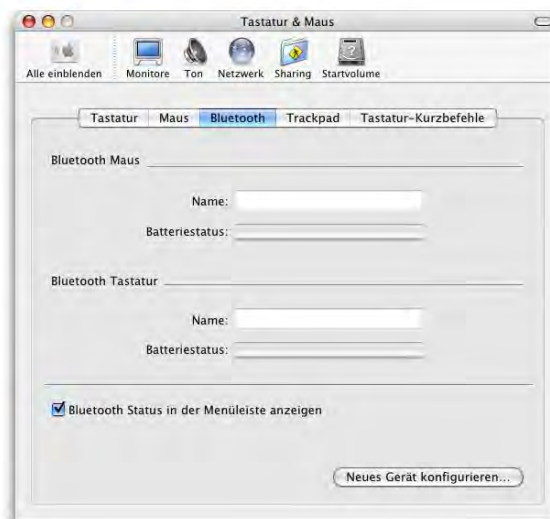 Tastatur & Maus
Alle einblenden Monitore Ton Netzwerk Sharing Startvolume
Tastatur Maus Bluetooth Trackpad Tastatur-Kurzbefehle
Bluetooth Maus
Name:
Batteriestatus:
Bluetooth Tastatur
Name:
Batteriestatus:
Bluetooth Status in der Menüleiste anzeigen
Neues Gerät konfigurieren...